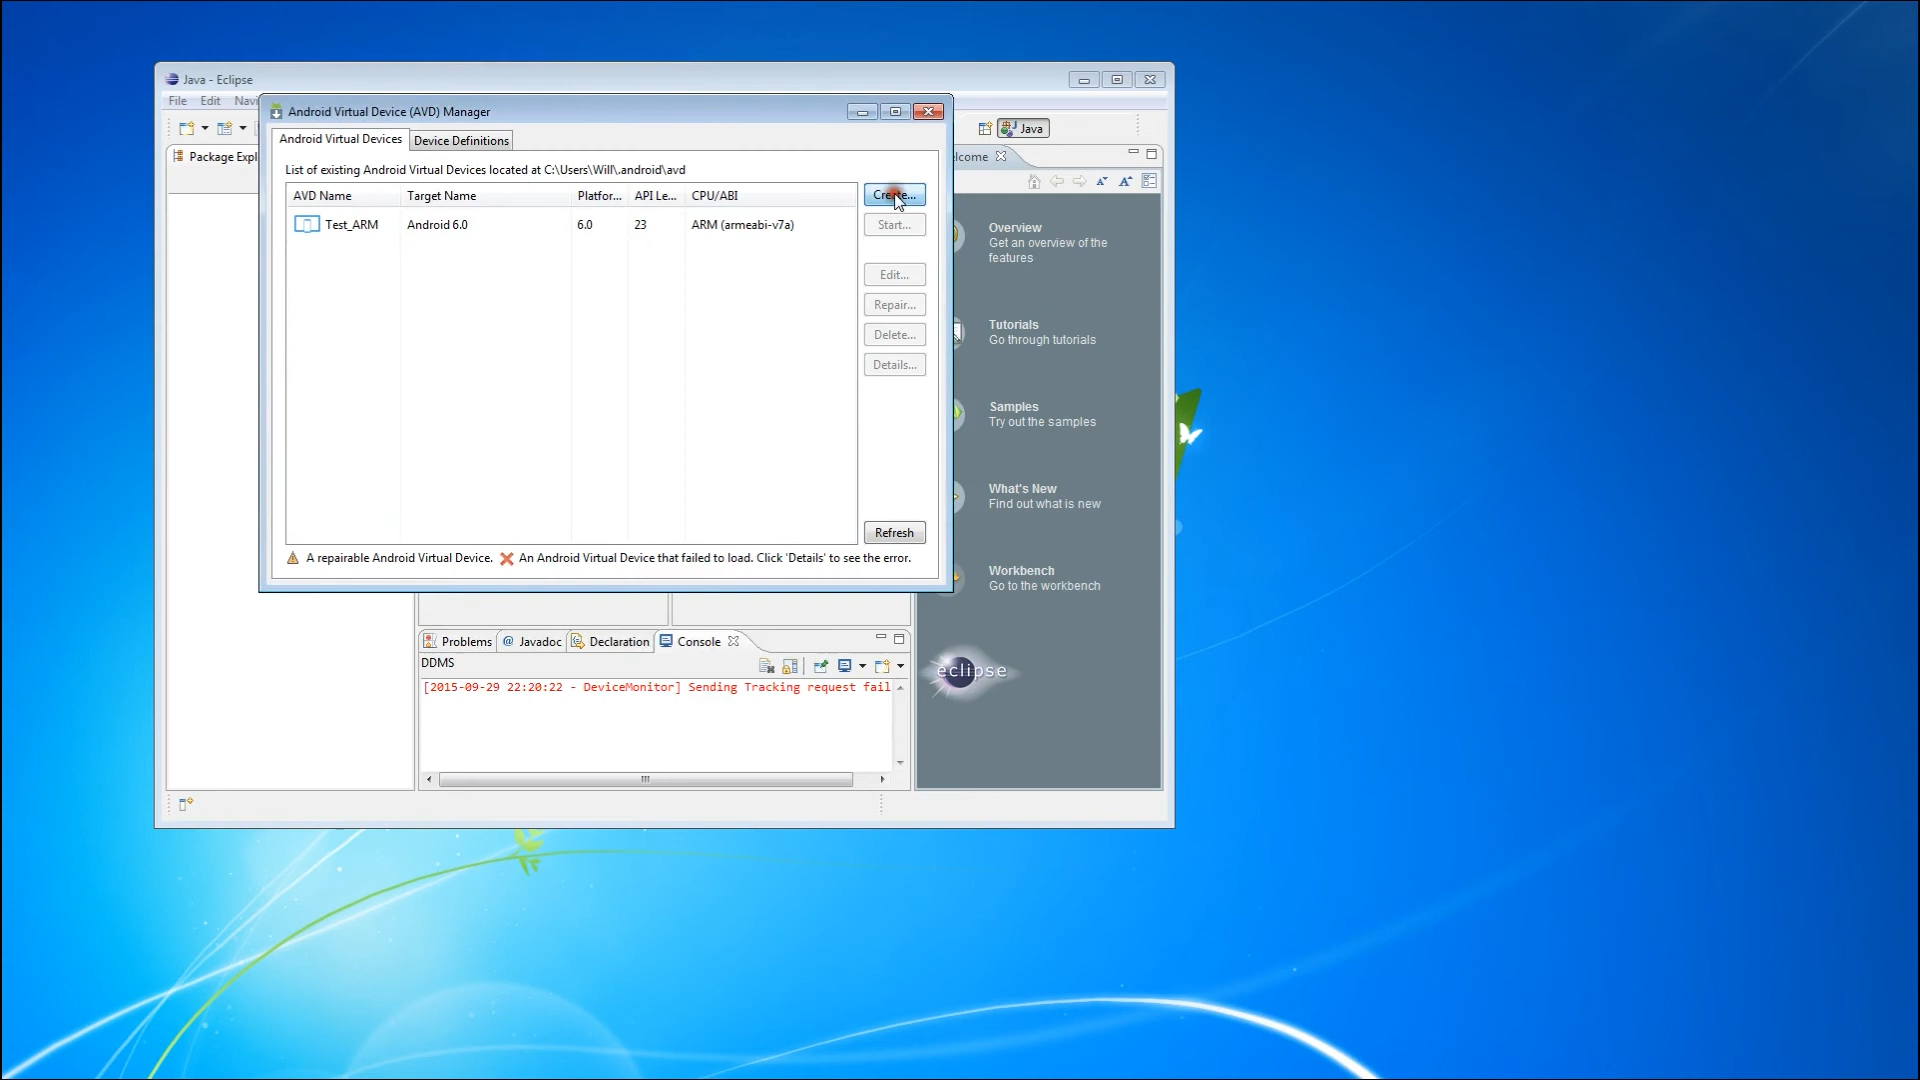 Java - Eclipse
File Edit Navi
Android Virtual Device (AVD) Manager
Android Virtual Devices Device Definitions
Java
Package Expl
elcome
List of existing Android Virtual Devices located at C:\Users\Will\.android\avd
AVD Name Target Name Platfor... API Le... CPU/ABI
Create...
Test_ARM Android 6.0 6.0 23 ARM (armeabi-v7a)
Start...
Edit...
Repair...
Delete...
Details...
Refresh
A repairable Android Virtual Device. An Android Virtual Device that failed to load. Click 'Details' to see the error.
Overview
Get an overview of the
features
Tutorials
Go through tutorials
Samples
Try out the samples
What's New
Find out what is new
Workbench
Go to the workbench
eclipse
Problems @ Javadoc Declaration Console
DDMS
[2015-09-29 22:20:22 - DeviceMonitor] Sending Tracking request fail